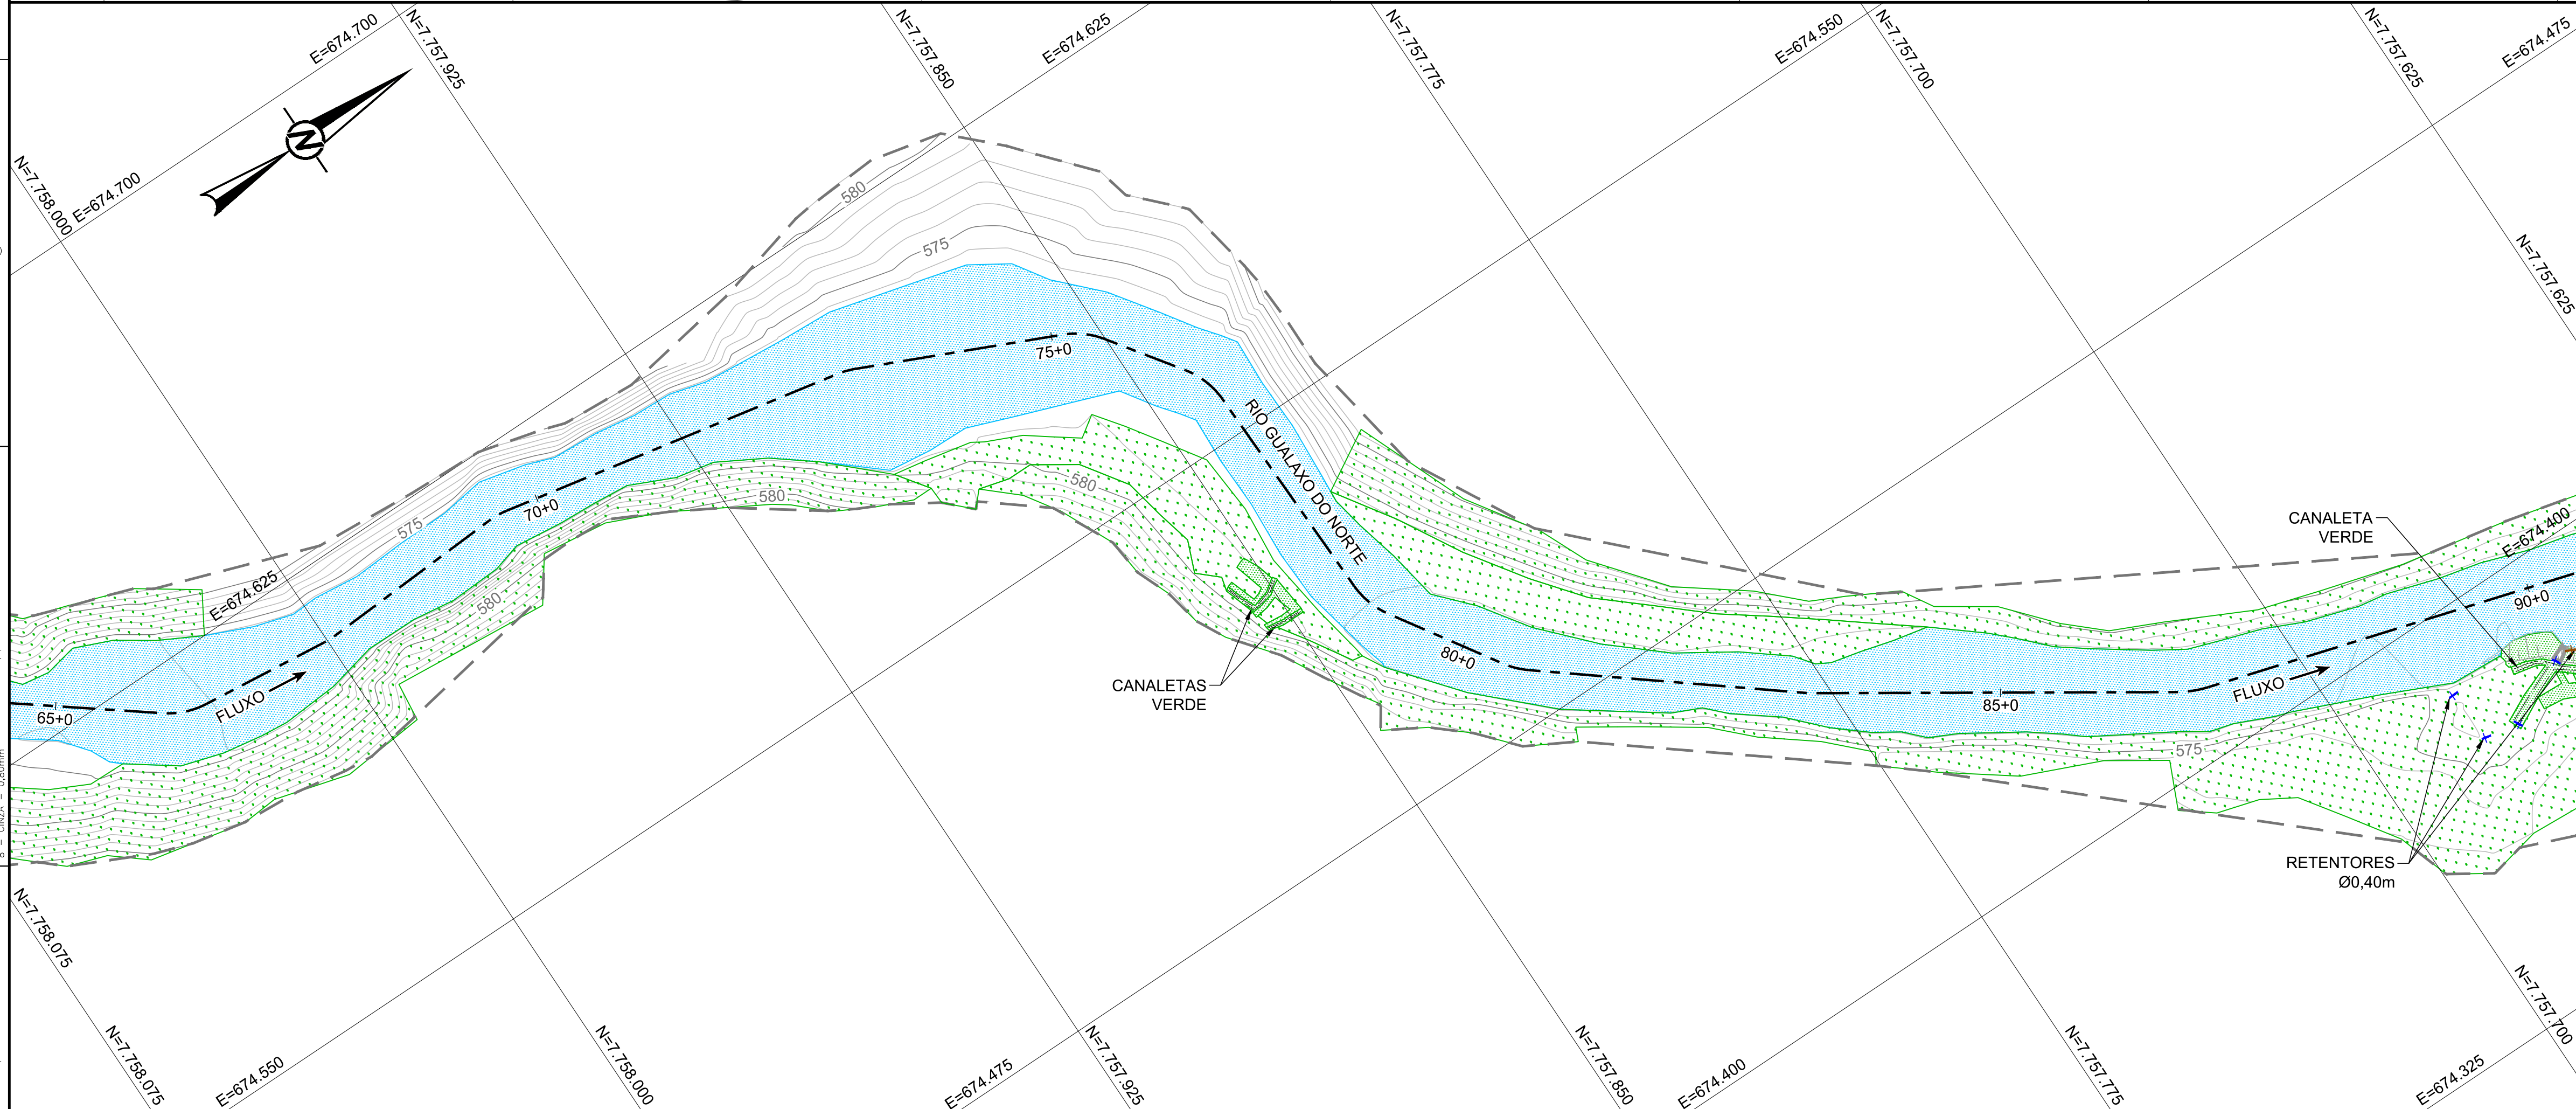 E=674.700
N=7.757.925
N=7.757.850
E=674.625
N=7.757.775
E=674.550
N=7.757.700
N=7.757.625
E=674.475
N=7.758.000
E=674.700
N
580
575
N=7.757.625
75+0
RIO GUALAXO DO NORTE
575
70+0
580
580
CANALETA
VERDE
E=674.400
E=674.625
580
90+0
80+0
FLUXO
65+0
CANALETAS
VERDE
85+0
FLUXO
575
RETENTORES
Ø0,40m
N=7.758.075
N=7.758.075
E=674.550
N=7.758.000
E=674.475
N=7.757.925
N=7.757.850
E=674.400
N=7.757.775
E=674.325
N=7.757.700